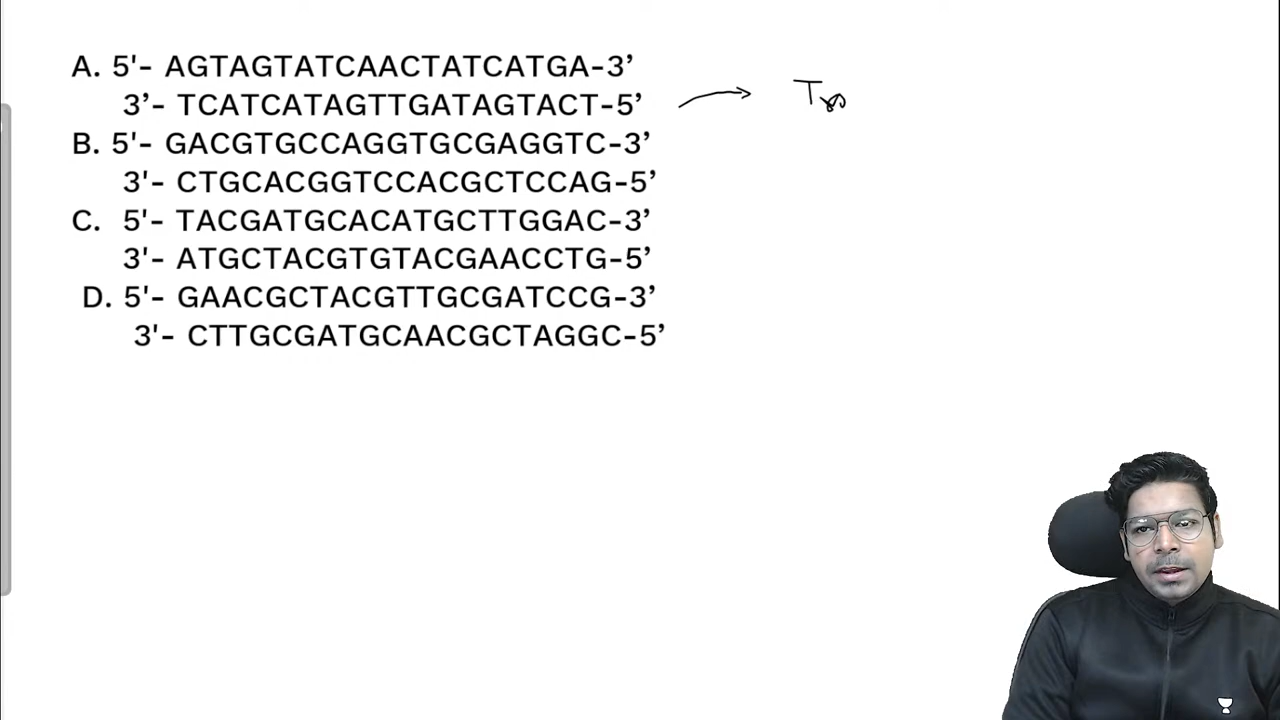 A. 5'- AGTAGTATCAACTATCATGA-3’
3’- TCATCATAGTTGATAGTACT-5’
B. 5'- GACGTGCCAGGTGCGAGGTC-3’
3'- CTGCACGGTCCACGCTCCAG-5’
C. 5'- TACGATGCACATGCTTGGAC-3’
3'- ATGCTACGTGTACGAACCTG-5’
D. 5'- GAACGCTACGTTGCGATCCG-3’
3'- CTTGCGATGCAACGCTAGGC-5’